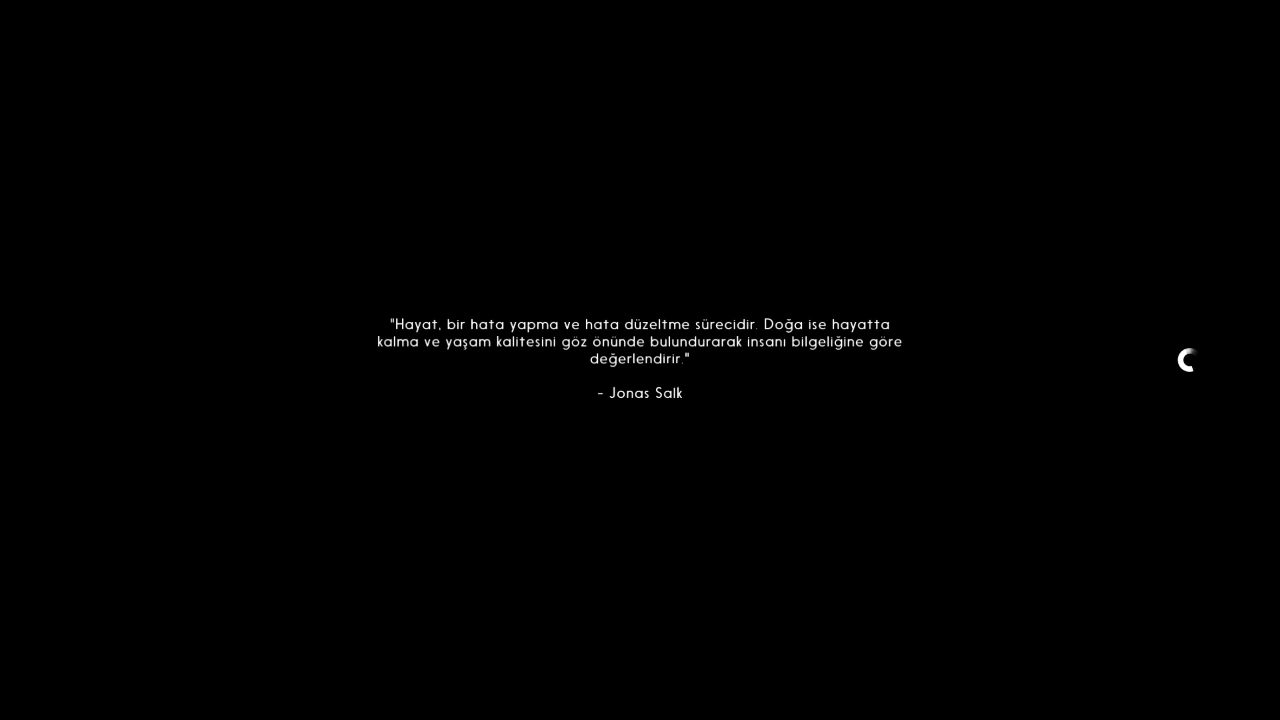 "Hayat, bir hata yapma ve hata düzeltme sürecidir. Doğa ise hayatta
kalma ve yaşam kalitesini göz önünde bulundurarak insanı bilgeliğine göre
değerlendirir."
- Jonas Salk